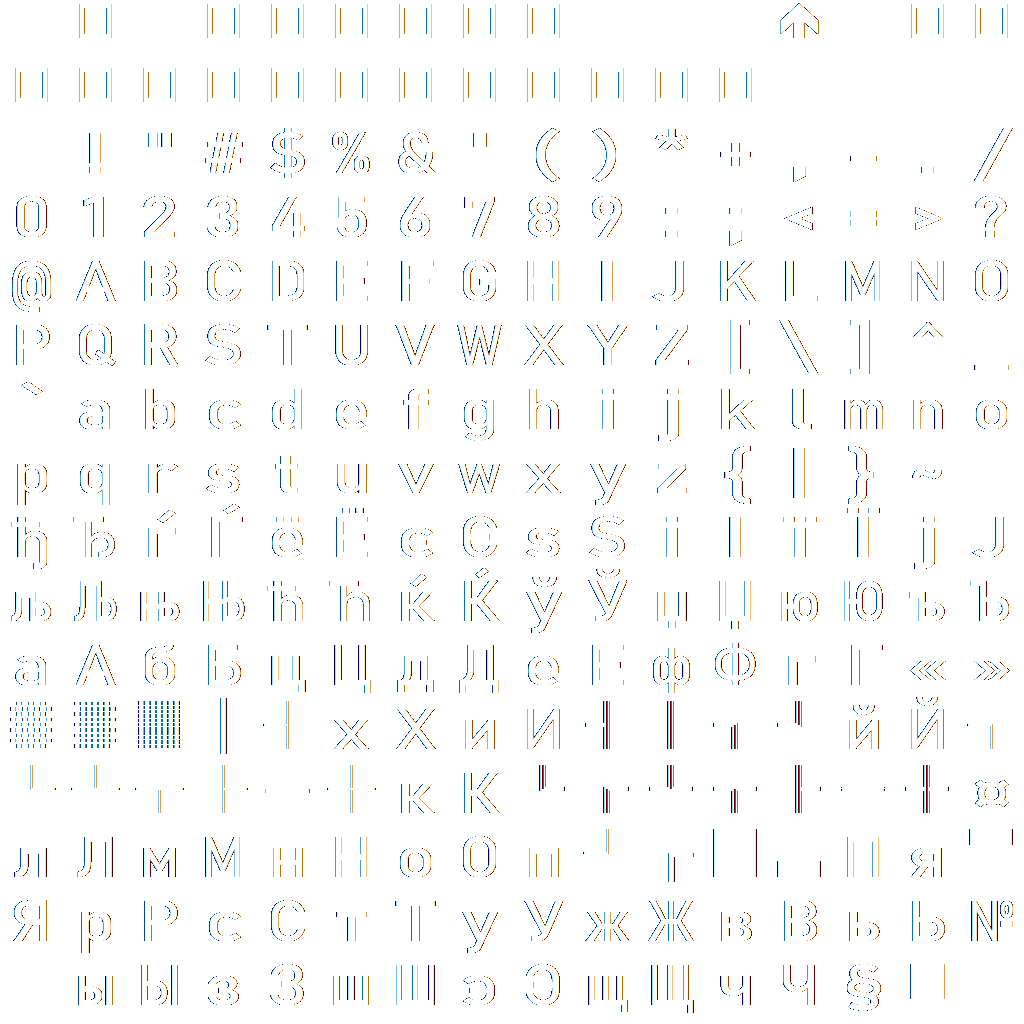 ↑
! " # $ % & ' ( ) * + , - . /
0 1 2 3 4 5 6 7 8 9 : ; < = > ?
@ A B C D E F G H I J K L M N O
P Q R S T U V W X Y Z [ \ ] ^ _
` a b c d e f g h i j k l m n o
p q r s t u v w x y z { | } ~
ђ Ђ ѓ Ѓ ё Ё є Є ѕ Ѕ і І ї Ї ј Ј
љ Љ њ Њ ћ Ћ ќ Ќ ў Ў џ Џ ю Ю ъ Ъ
а А б Б ц Ц д Д е Е ф Ф г Г « »
░ ▒ ▓ │ ┤ х Х и И ╣ ║ ╗ ╝ й Й ┐
└ ┴ ┬ ├ ─ ┼ к К ╚ ╔ ╩ ╦ ╠ ═ ╬ ¤
л Л м М н Н о О п ┘ ┌ █ ▄ П я ▀
Я р Р с С т Т у У ж Ж в В ь Ь №
ы Ы з З ш Ш э Э щ Щ ч Ч § ■